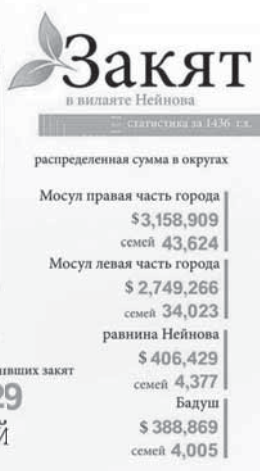 Закят
в вилаяте Нейнова
статистика за 1436 г.х.
распределенная сумма в округах
Мосул правая часть города
$3,158,909
семей 43,624
Мосул левая часть города
$ 2,749,266
семей 34,023
равнина Нейнова
$ 406,429
семей 4,377
закят
Бадуш
$ 388,869
семей 4,005